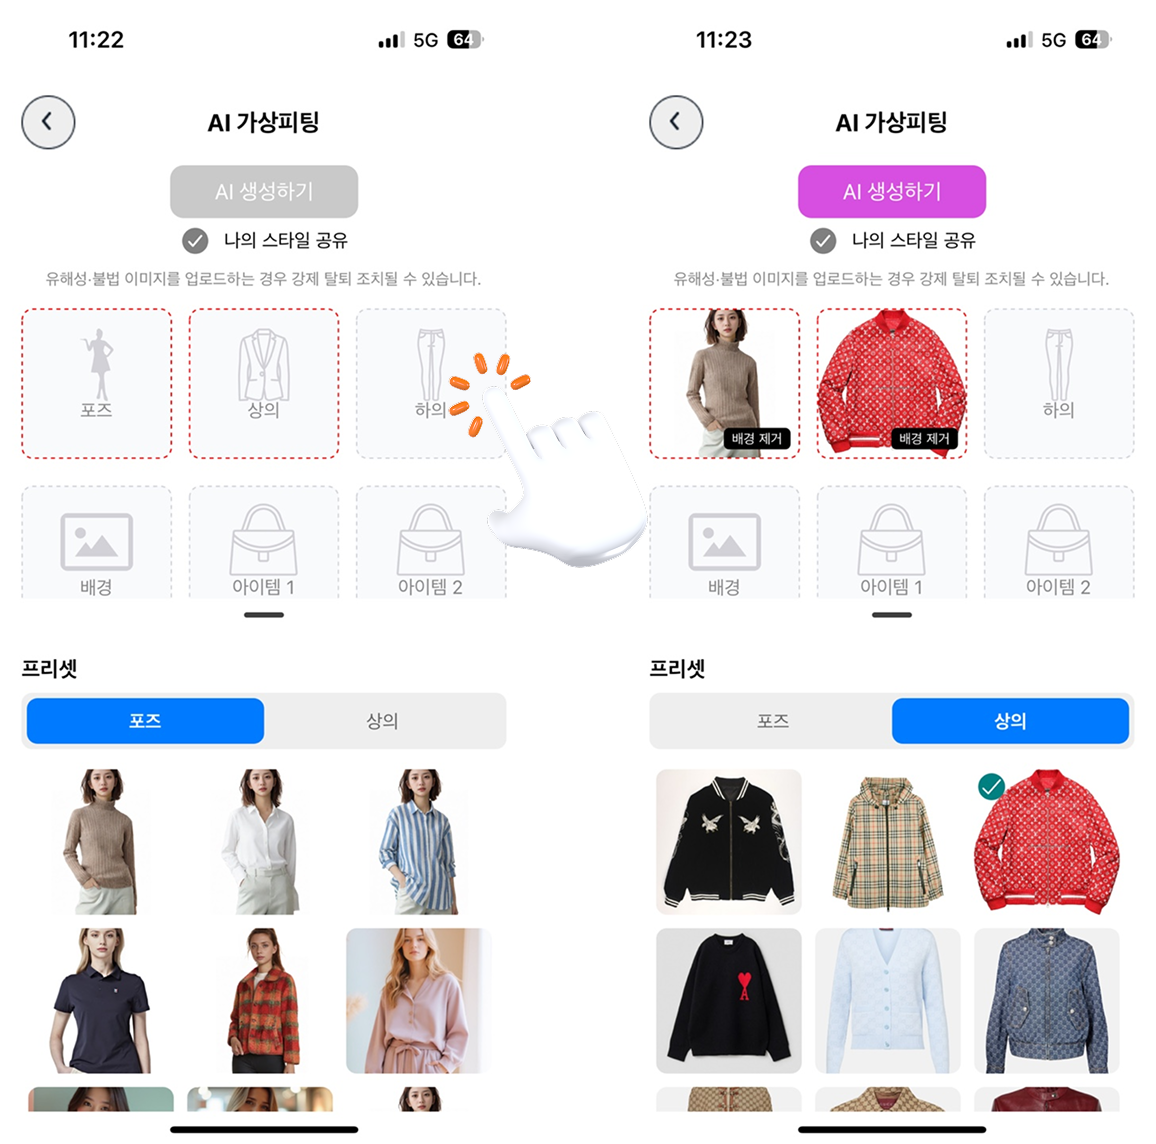 11:22
5G 64
AI 가상피팅
AI 생성하기
나의 스타일 공유
유해성·불법 이미지를 업로드하는 경우 강제 탈퇴 조치될 수 있습니다.
포즈
상의
하의
배경
아이템 1
아이템 2
프리셋
포즈
상의
11:23
5G 64
AI 가상피팅
AI 생성하기
나의 스타일 공유
유해성·불법 이미지를 업로드하는 경우 강제 탈퇴 조치될 수 있습니다.
배경 제거
배경 제거
하의
배경
아이템 1
아이템 2
프리셋
포즈
상의
A